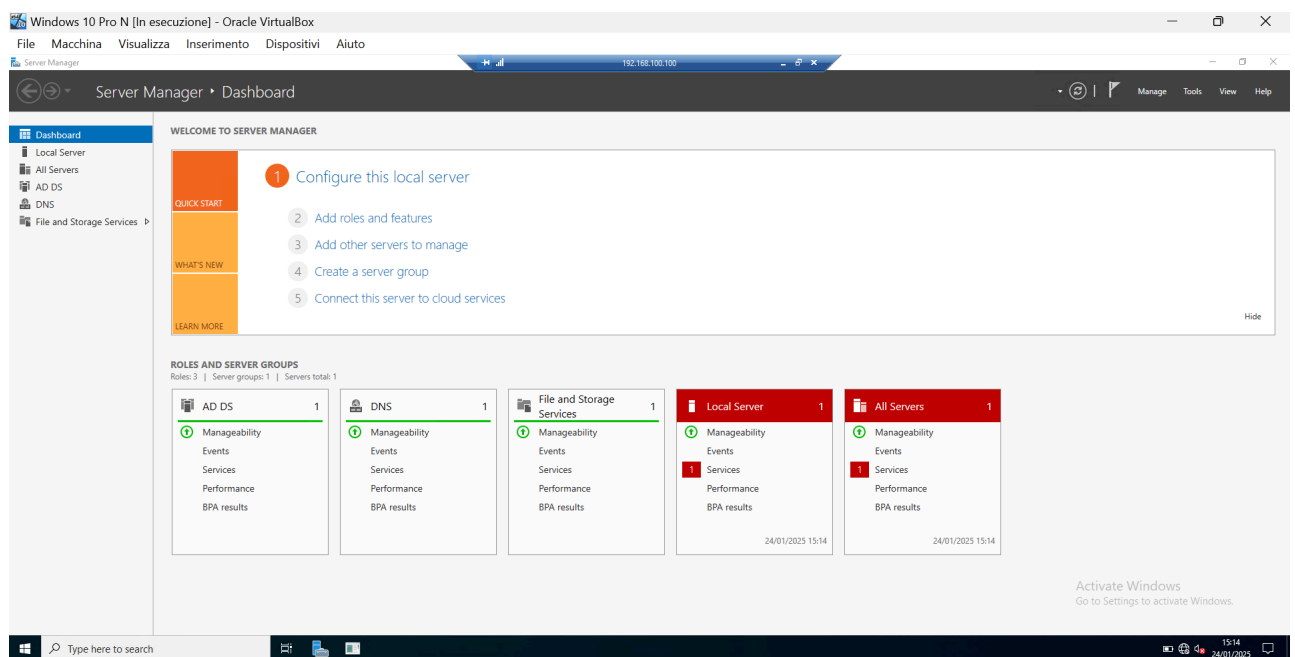 Windows 10 Pro N [In esecuzione] - Oracle VirtualBox
File Macchina Visualizza Inserimento Dispositivi Aiuto
Server Manager
192.168.100.100
Server Manager • Dashboard
Manage Tools View Help
Dashboard
Local Server
All Servers
AD DS
DNS
File and Storage Services
WELCOME TO SERVER MANAGER
QUICK START
WHAT'S NEW
LEARN MORE
1 Configure this local server
2 Add roles and features
3 Add other servers to manage
4 Create a server group
5 Connect this server to cloud services
Hide
ROLES AND SERVER GROUPS
Roles: 3 | Server groups: 1 | Servers total: 1
AD DS 1
Manageability
Events
Services
Performance
BPA results
DNS 1
Manageability
Events
Services
Performance
BPA results
File and Storage
Services 1
Manageability
Events
Services
Performance
BPA results
Local Server 1
Manageability
Events
1 Services
Performance
BPA results
24/01/2025 15:14
All Servers 1
Manageability
Events
1 Services
Performance
BPA results
24/01/2025 15:14
Activate Windows
Go to Settings to activate Windows.
Type here to search
15:14
24/01/2025